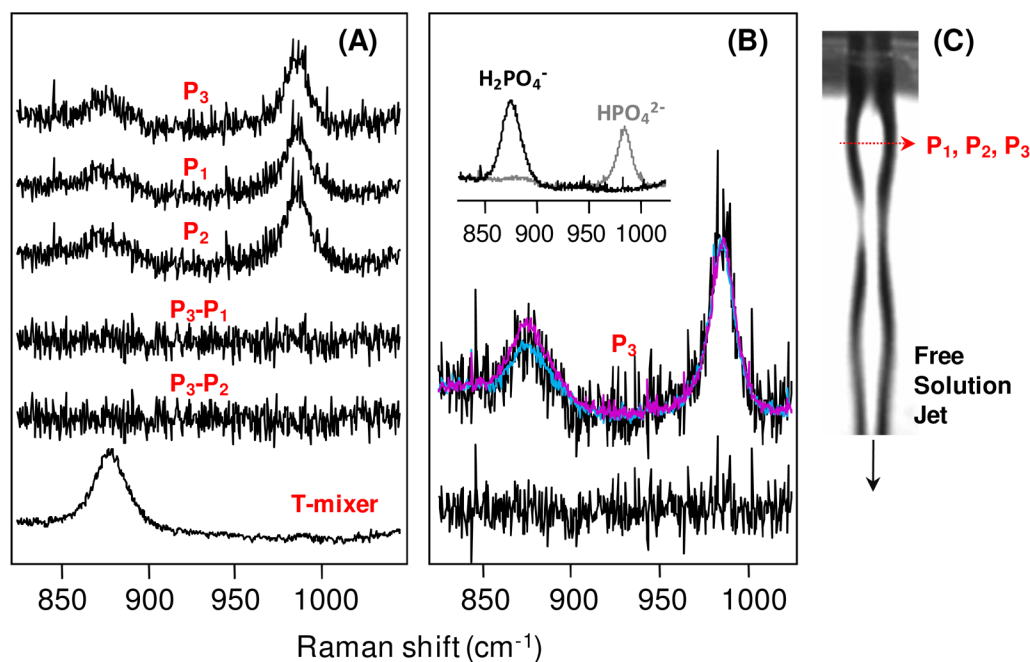 (A)
P₃
P₁
P₂
P₃-P₁
P₃-P₂
T-mixer
850 900 950 1000
(B)
H₂PO₄⁻
HPO₄²⁻
850 900 950 1000
P₃
850 900 950 1000
Raman shift (cm⁻¹)
(C)
P₁, P₂, P₃
Free
Solution
Jet